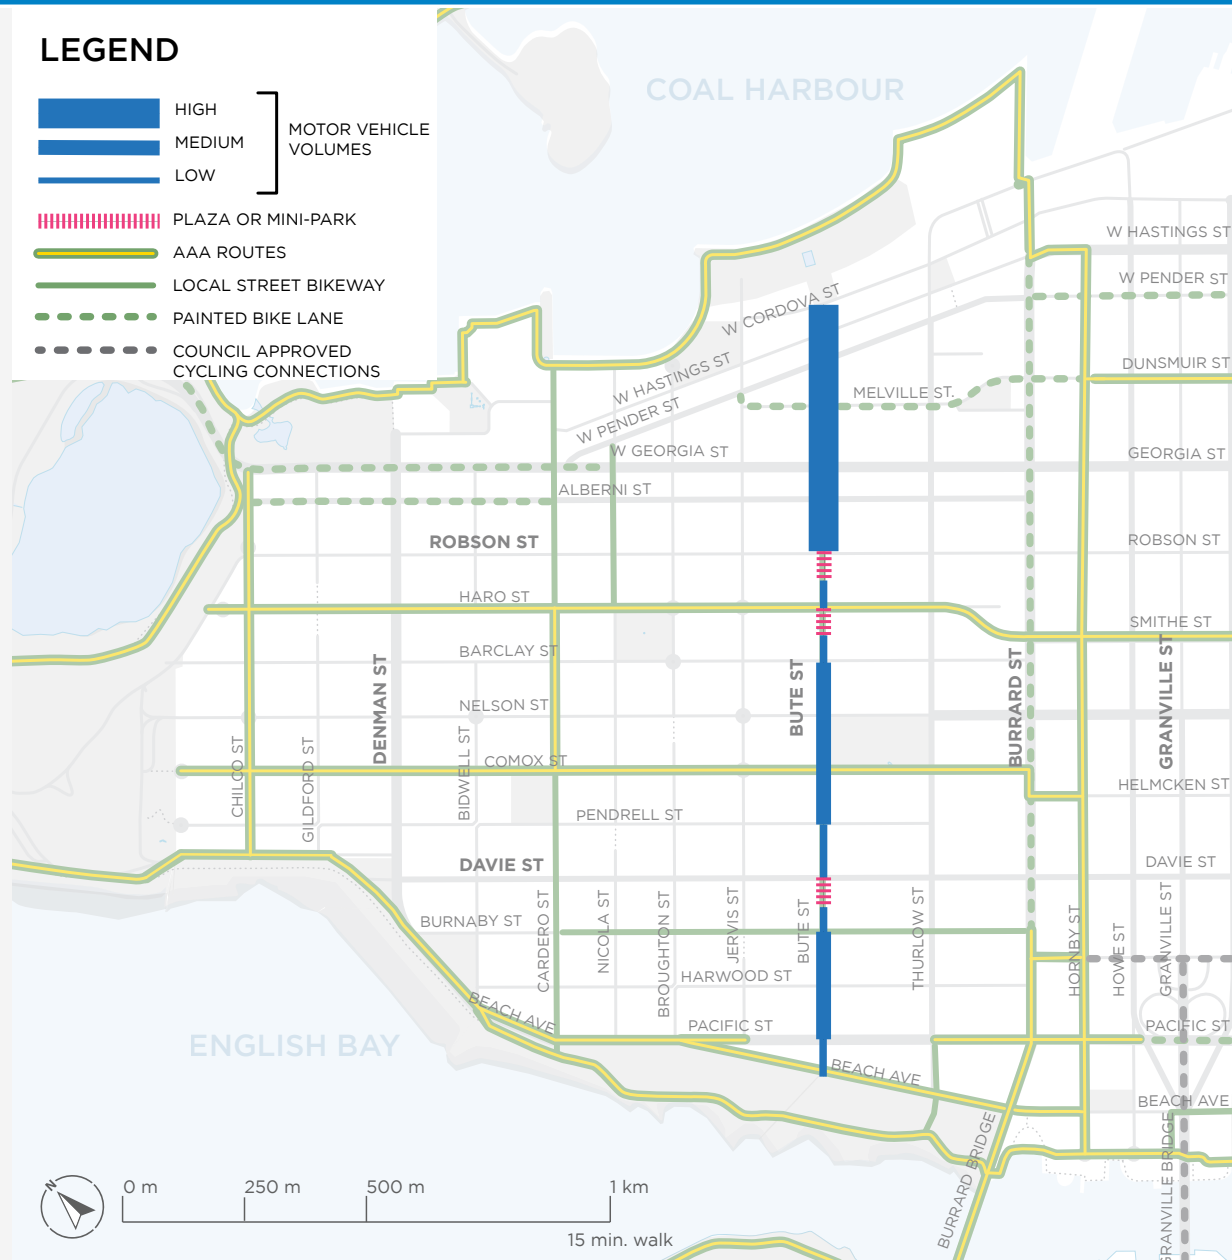 LEGEND
HIGH
MEDIUM
LOW
MOTOR VEHICLE
VOLUMES
PLAZA OR MINI-PARK
AAA ROUTES
LOCAL STREET BIKEWAY
PAINTED BIKE LANE
COUNCIL APPROVED
CYCLING CONNECTIONS
COAL HARBOUR
W HASTINGS ST
W PENDER ST
W CORDOVA ST
W HASTINGS ST
DUNSMUIR ST
MELVILLE ST.
W PENDER ST
W GEORGIA ST
GEORGIA ST
ALBERNI ST
ROBSON ST
ROBSON ST
HARO ST
SMITHE ST
BARCLAY ST
DENMAN ST
BUTE ST
BURRARD ST
GRANVILLE ST
NELSON ST
CHILCO ST
GILDFORD ST
BIDWELL ST
COMOX ST
HELMCKEN ST
PENDRELL ST
DAVIE ST
DAVIE ST
BURNABY ST
CARDERO ST
NICOLA ST
BROUGHTON ST
JERVIS ST
BUTE ST
THURLOW ST
HORNBY ST
HOWE ST
GRANVILLE ST
HARWOOD ST
BEACH AVE
PACIFIC ST
PACIFIC ST
ENGLISH BAY
BEACH AVE
BEACH AVE
BURRARD BRIDGE
GRANVILLE BRIDGE
N
0 m
250 m
500 m
1 km
15 min. walk